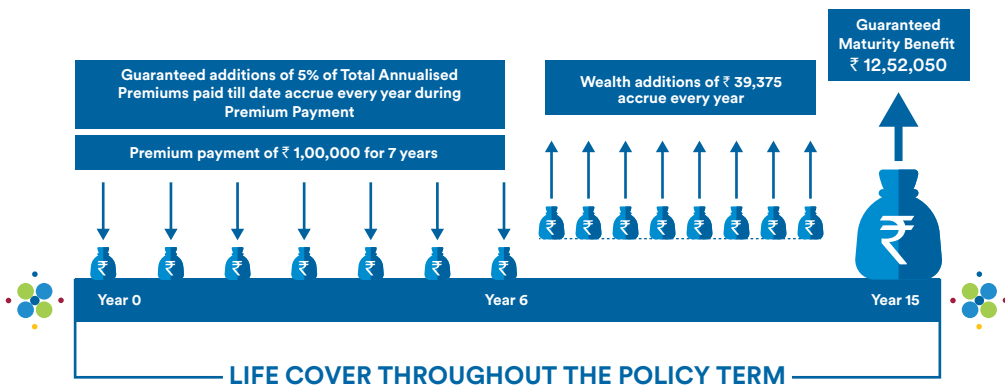 Guaranteed
Maturity Benefit
₹ 12,52,050
Guaranteed additions of 5% of Total Annualised
Premiums paid till date accrue every year during
Premium Payment
Wealth additions of ₹ 39,375
accrue every year
Premium payment of ₹ 1,00,000 for 7 years
₹ ₹ ₹ ₹ ₹ ₹ ₹ ₹ ₹
₹ ₹ ₹ ₹ ₹ ₹ ₹
Year 0
Year 6
Year 15
LIFE COVER THROUGHOUT THE POLICY TERM